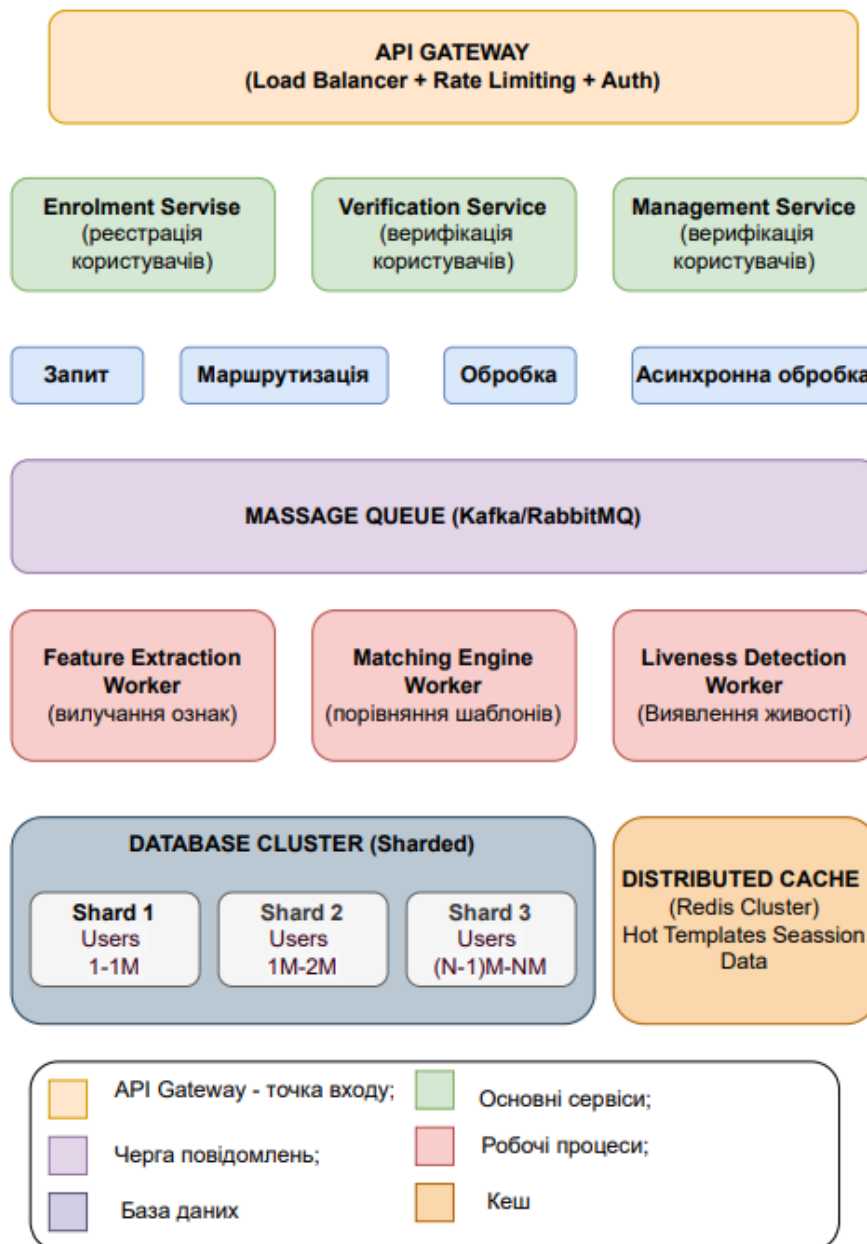 API GATEWAY
(Load Balancer + Rate Limiting + Auth)
Enrolment Servise
(реєстрація
користувачів)
Verification Service
(верифікація
користувачів)
Management Service
(верифікація
користувачів)
Запит
Маршрутизація
Обробка
Асинхронна обробка
MASSAGE QUEUE (Kafka/RabbitMQ)
Feature Extraction
Worker
(вилучання ознак)
Matching Engine
Worker
(порівняння шаблонів)
Liveness Detection
Worker
(Виявлення живості)
DATABASE CLUSTER (Sharded)
Shard 1
Users
1-1M
Shard 2
Users
1M-2M
Shard 3
Users
(N-1)M-NM
DISTRIBUTED CACHE
(Redis Cluster)
Hot Templates Seassion
Data
API Gateway - точка входу;
Основні сервіси;
Черга повідомлень;
Робочі процеси;
База даних
Кеш